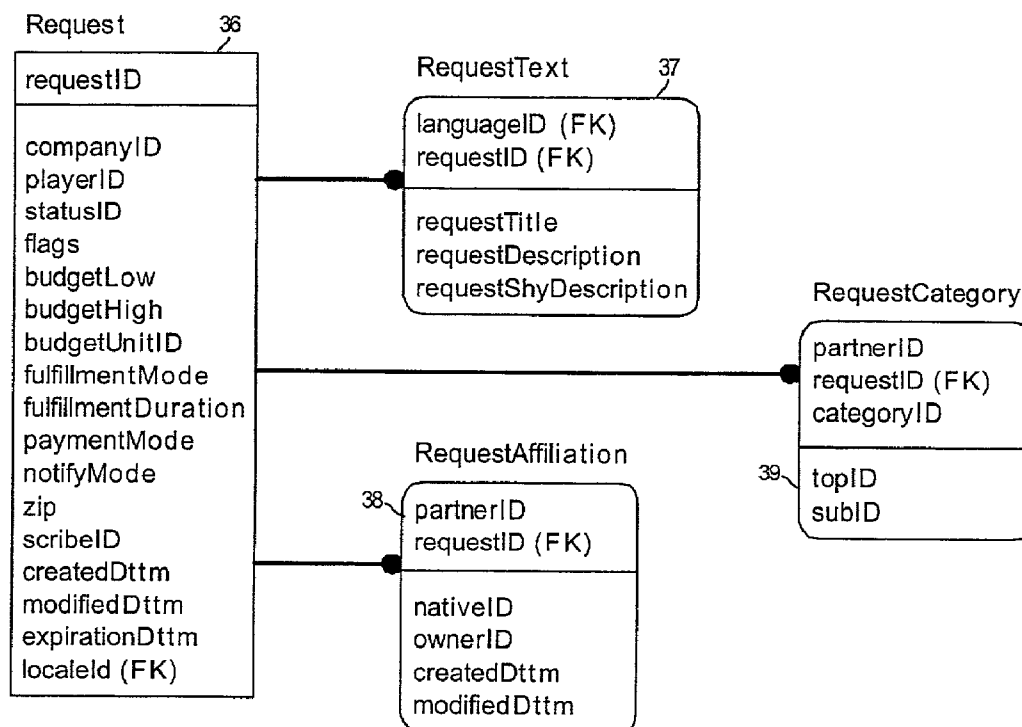 Request
36
requestID
companyID
playerID
statusID
flags
budgetLow
budgetHigh
budgetUnitID
fulfillmentMode
fulfillmentDuration
paymentMode
notifyMode
zip
scribeID
createdDttm
modifiedDttm
expirationDttm
localeId (FK)
RequestText
37
languageID (FK)
requestID (FK)
requestTitle
requestDescription
requestShyDescription
RequestCategory
partnerID
requestID (FK)
categoryID
39
topID
subID
RequestAffiliation
38
partnerID
requestID (FK)
nativeID
ownerID
createdDttm
modifiedDttm